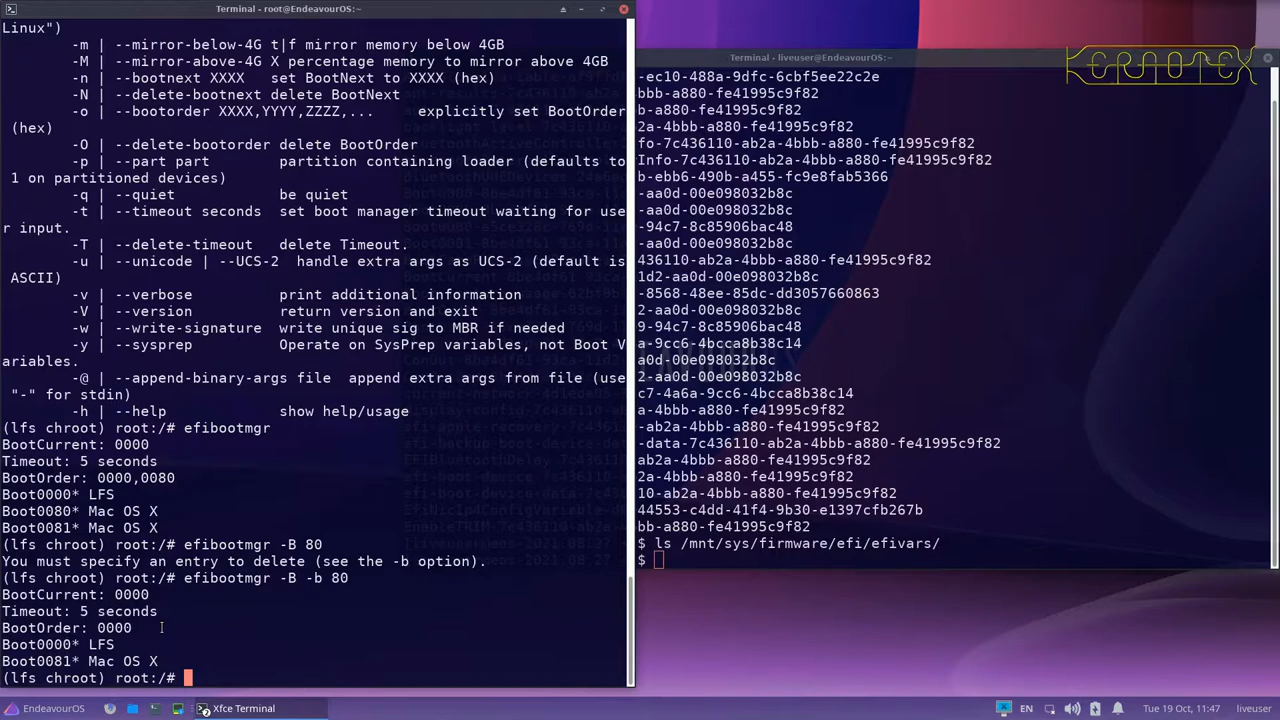 Terminal - root@EndeavourOS:~
Linux")
-m | --mirror-below-4G t|f mirror memory below 4GB
-M | --mirror-above-4G X percentage memory to mirror above 4GB
-n | --bootnext XXXX   set BootNext to XXXX (hex)
-N | --delete-bootnext delete BootNext
-o | --bootorder XXXX,YYYY,ZZZZ,...     explicitly set BootOrder
(hex)
-O | --delete-bootorder delete BootOrder
-p | --part part        partition containing loader (defaults to
1 on partitioned devices)
-q | --quiet            be quiet
-t | --timeout seconds  set boot manager timeout waiting for use
r input.
-T | --delete-timeout   delete Timeout.
-u | --unicode | --UCS-2  handle extra args as UCS-2 (default is
ASCII)
-v | --verbose          print additional information
-V | --version          return version and exit
-w | --write-signature  write unique sig to MBR if needed
-y | --sysprep          Operate on SysPrep variables, not Boot V
ariables.
-@ | --append-binary-args file  append extra args from file (use
"-" for stdin)
-h | --help             show help/usage
(lfs chroot) root:/# efibootmgr
BootCurrent: 0000
Timeout: 5 seconds
BootOrder: 0000,0080
Boot0000* LFS
Boot0080* Mac OS X
Boot0081* Mac OS X
(lfs chroot) root:/# efibootmgr -B 80
You must specify an entry to delete (see the -b option).
(lfs chroot) root:/# efibootmgr -B -b 80
BootCurrent: 0000
Timeout: 5 seconds
BootOrder: 0000
Boot0000* LFS
Boot0081* Mac OS X
(lfs chroot) root:/#
Terminal - liveuser@EndeavourOS:~
KERNOTEX
-ec10-488a-9dfc-6cbf5ee22c2e
bbb-a880-fe41995c9f82
b-a880-fe41995c9f82
2a-4bbb-a880-fe41995c9f82
fo-7c436110-ab2a-4bbb-a880-fe41995c9f82
Info-7c436110-ab2a-4bbb-a880-fe41995c9f82
b-ebb6-490b-a455-fc9e8fab5366
-aa0d-00e098032b8c
-aa0d-00e098032b8c
-94c7-8c85906bac48
-aa0d-00e098032b8c
436110-ab2a-4bbb-a880-fe41995c9f82
1d2-aa0d-00e098032b8c
-8568-48ee-85dc-dd3057660863
2-aa0d-00e098032b8c
9-94c7-8c85906bac48
a-9cc6-4bcca8b38c14
a0d-00e098032b8c
2-aa0d-00e098032b8c
c7-4a6a-9cc6-4bcca8b38c14
a-4bbb-a880-fe41995c9f82
-ab2a-4bbb-a880-fe41995c9f82
-data-7c436110-ab2a-4bbb-a880-fe41995c9f82
ab2a-4bbb-a880-fe41995c9f82
2a-4bbb-a880-fe41995c9f82
10-ab2a-4bbb-a880-fe41995c9f82
44553-c4dd-41f4-9b30-e1397cfb267b
bb-a880-fe41995c9f82
$ ls /mnt/sys/firmware/efi/efivars/
$
EndeavourOS
Xfce Terminal
EN
Tue 19 Oct, 11:47
liveuser